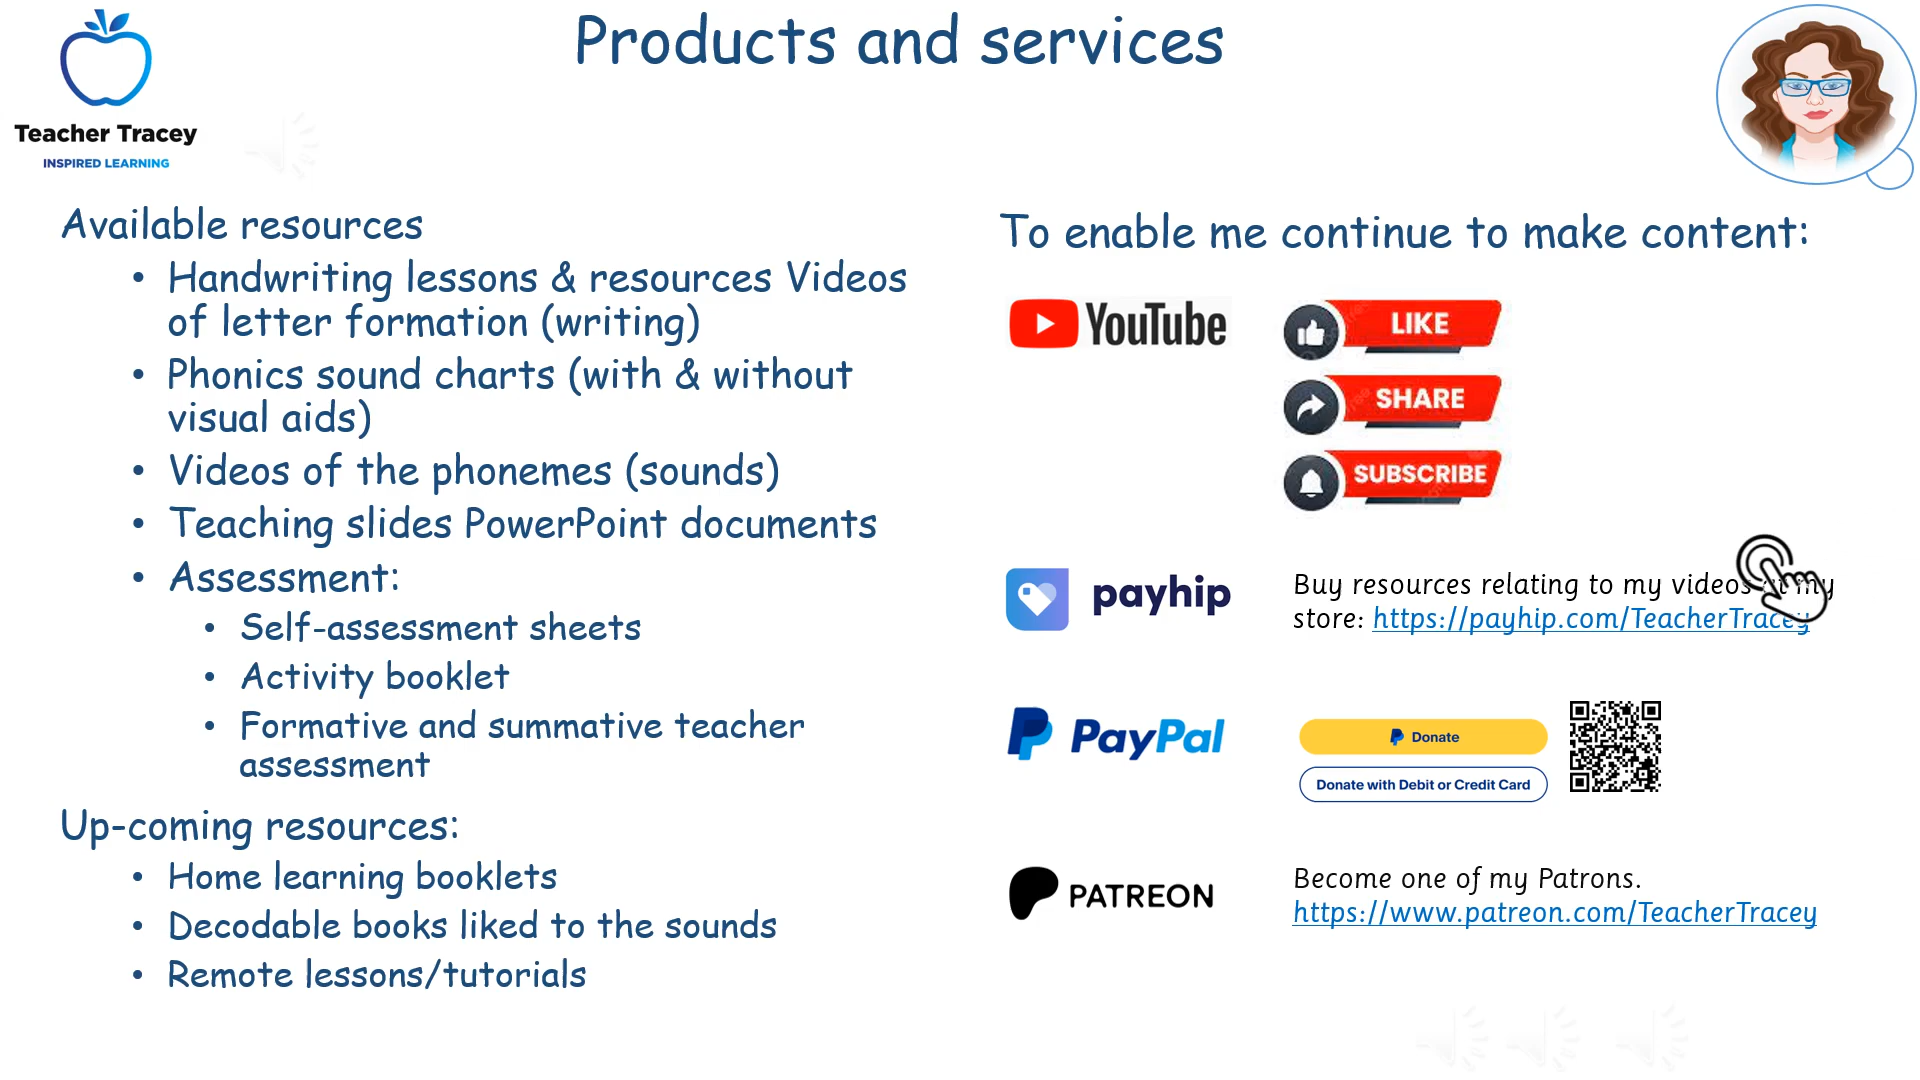 Products and services
Teacher Tracey
INSPIRED LEARNING
Available resources
• Handwriting lessons & resources Videos
of letter formation (writing)
• Phonics sound charts (with & without
visual aids)
• Videos of the phonemes (sounds)
• Teaching slides PowerPoint documents
• Assessment:
• Self-assessment sheets
• Activity booklet
• Formative and summative teacher
assessment
Up-coming resources:
• Home learning booklets
• Decodable books liked to the sounds
• Remote lessons/tutorials
To enable me continue to make content:
YouTube
LIKE
SHARE
SUBSCRIBE
payhip
Buy resources relating to my videos my
store: https://payhip.com/TeacherTracey
PayPal
Donate
Donate with Debit or Credit Card
PATREON
Become one of my Patrons.
https://www.patreon.com/TeacherTracey